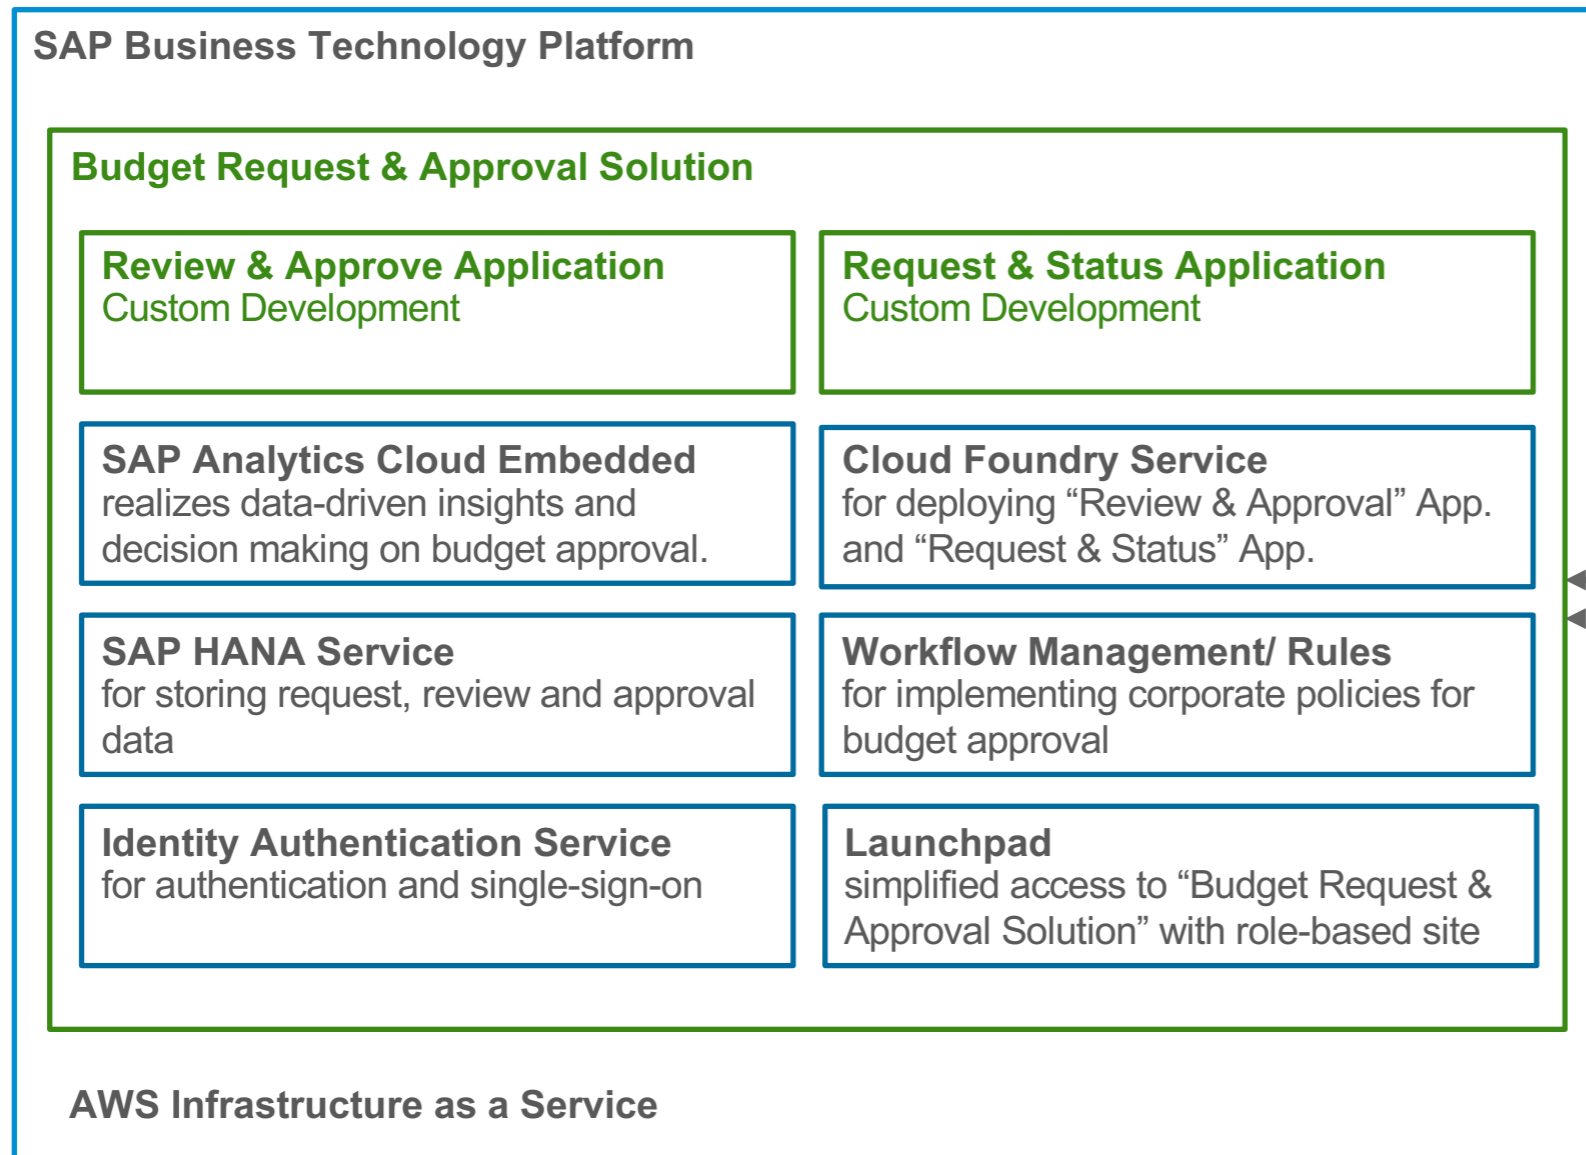 SAP Business Technology Platform
Budget Request & Approval Solution
Review & Approve Application
Custom Development
Request & Status Application
Custom Development
SAP Analytics Cloud Embedded
realizes data-driven insights and
decision making on budget approval.
Cloud Foundry Service
for deploying “Review & Approval” App.
and “Request & Status” App.
SAP HANA Service
for storing request, review and approval
data
Workflow Management/ Rules
for implementing corporate policies for
budget approval
Identity Authentication Service
for authentication and single-sign-on
Launchpad
simplified access to “Budget Request &
Approval Solution” with role-based site
AWS Infrastructure as a Service